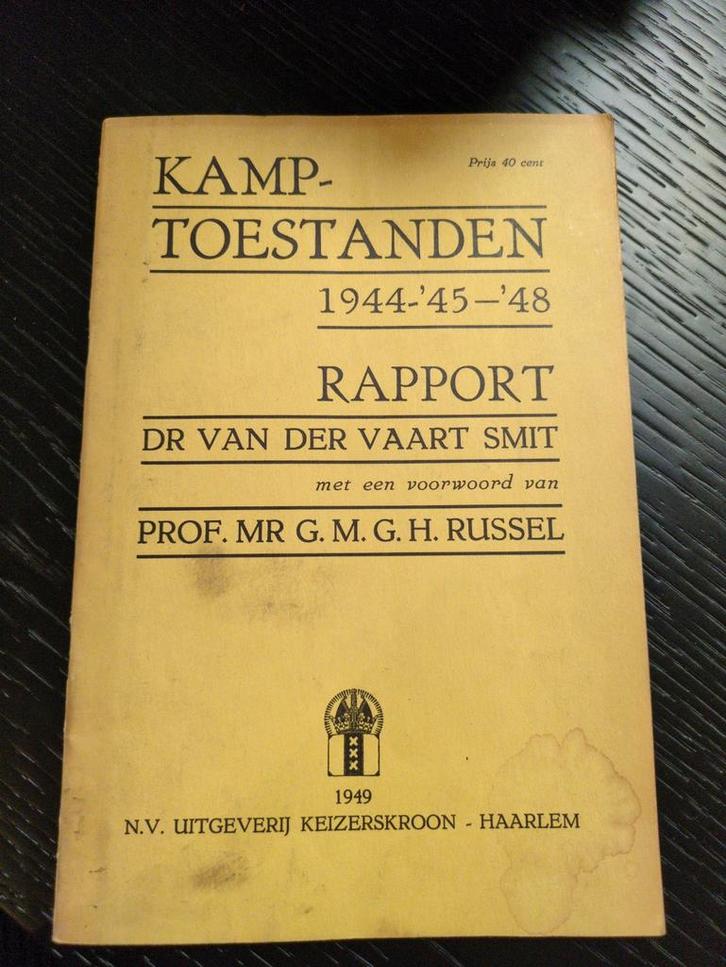 KAMP-
Prijs 40 cent
TOESTANDEN
1944-'45—'48
RAPPORT
DR VAN DER VAART SMIT
met een voorwoord van
PROF. MR G. M. G. H. RUSSEL
XXX
1949
N.V. UITGEVERIJ KEIZERSKROON - HAARLEM